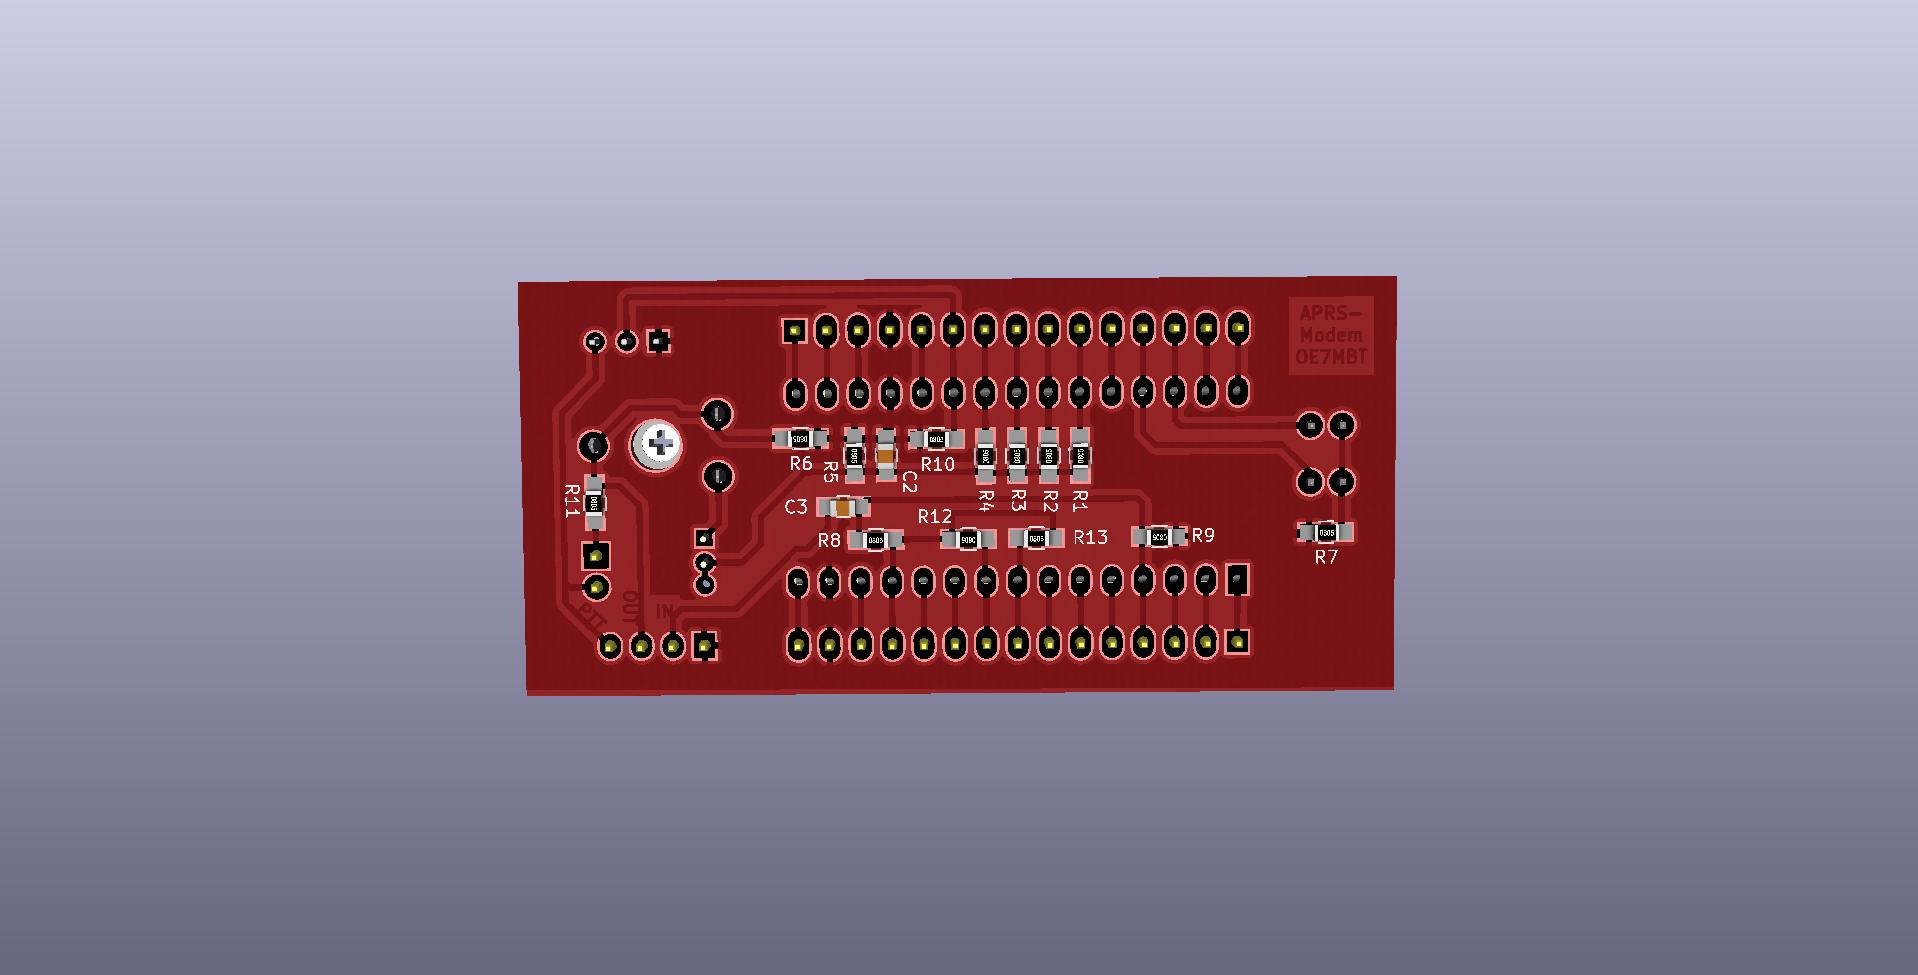 APRS-
Modem
OE7MBT
R6
R5
C2
R10
R4
R3
R2
R1
R11
C3
R12
R8
R13
R9
R7
PTT
OUT
IN